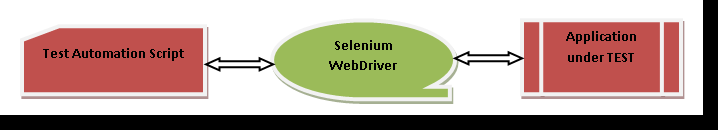 Test Automation Script
Selenium
WebDriver
Application
under TEST